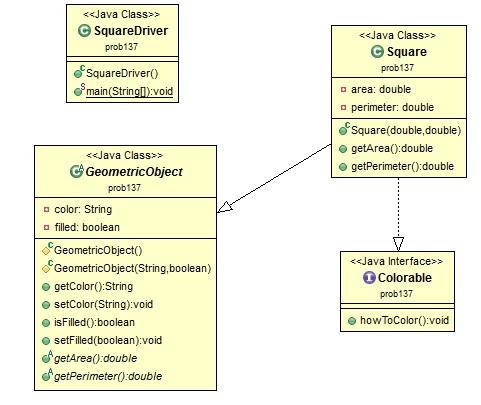 <<Java Class>>
SquareDriver
prob137
SquareDriver()
main(String[]):void
<<Java Class>>
Square
prob137
area: double
perimeter: double
Square(double,double)
getArea():double
getPerimeter():double
<<Java Class>>
GeometricObject
prob137
color: String
filled: boolean
GeometricObject()
GeometricObject(String,boolean)
getColor():String
setColor(String):void
isFilled():boolean
setFilled(boolean):void
getArea():double
getPerimeter():double
<<Java Interface>>
Colorable
prob137
howToColor():void